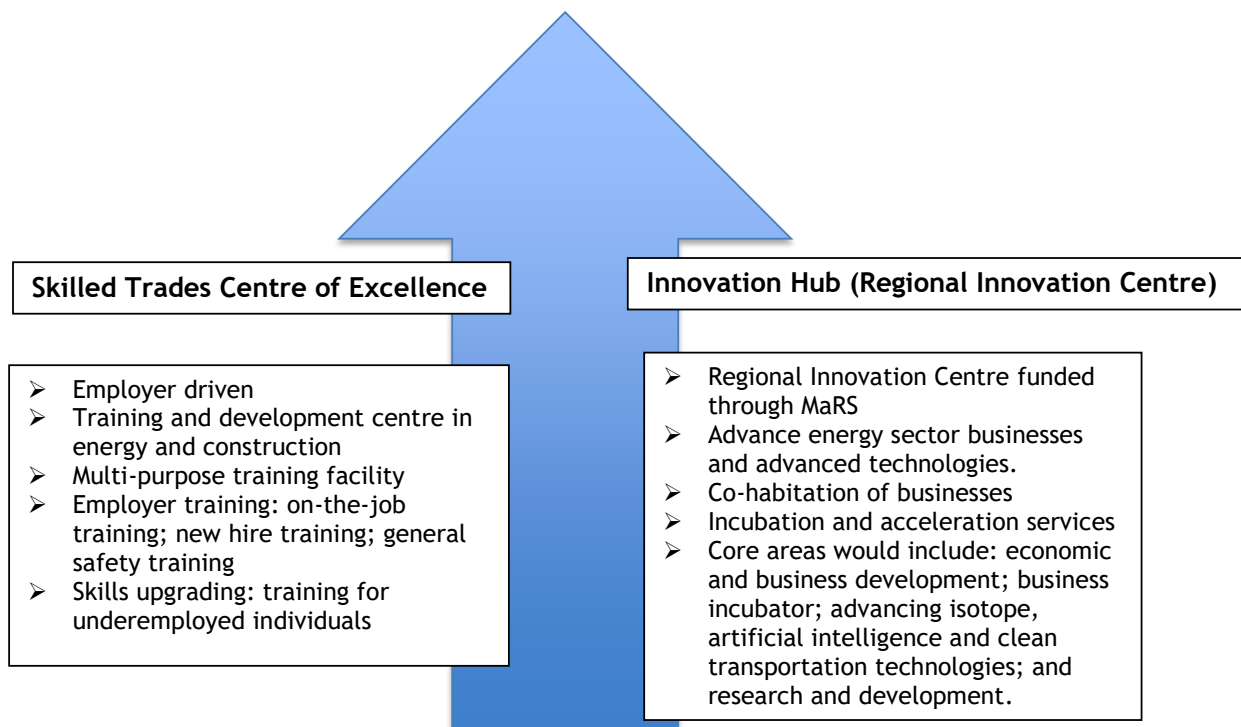 Skilled Trades Centre of Excellence
➢ Employer driven
➢ Training and development centre in
energy and construction
➢ Multi-purpose training facility
➢ Employer training: on-the-job
training; new hire training; general
safety training
➢ Skills upgrading: training for
underemployed individuals
Innovation Hub (Regional Innovation Centre)
➢ Regional Innovation Centre funded
through MaRS
➢ Advance energy sector businesses
and advanced technologies.
➢ Co-habitation of businesses
➢ Incubation and acceleration services
➢ Core areas would include: economic
and business development; business
incubator; advancing isotope,
artificial intelligence and clean
transportation technologies; and
research and development.